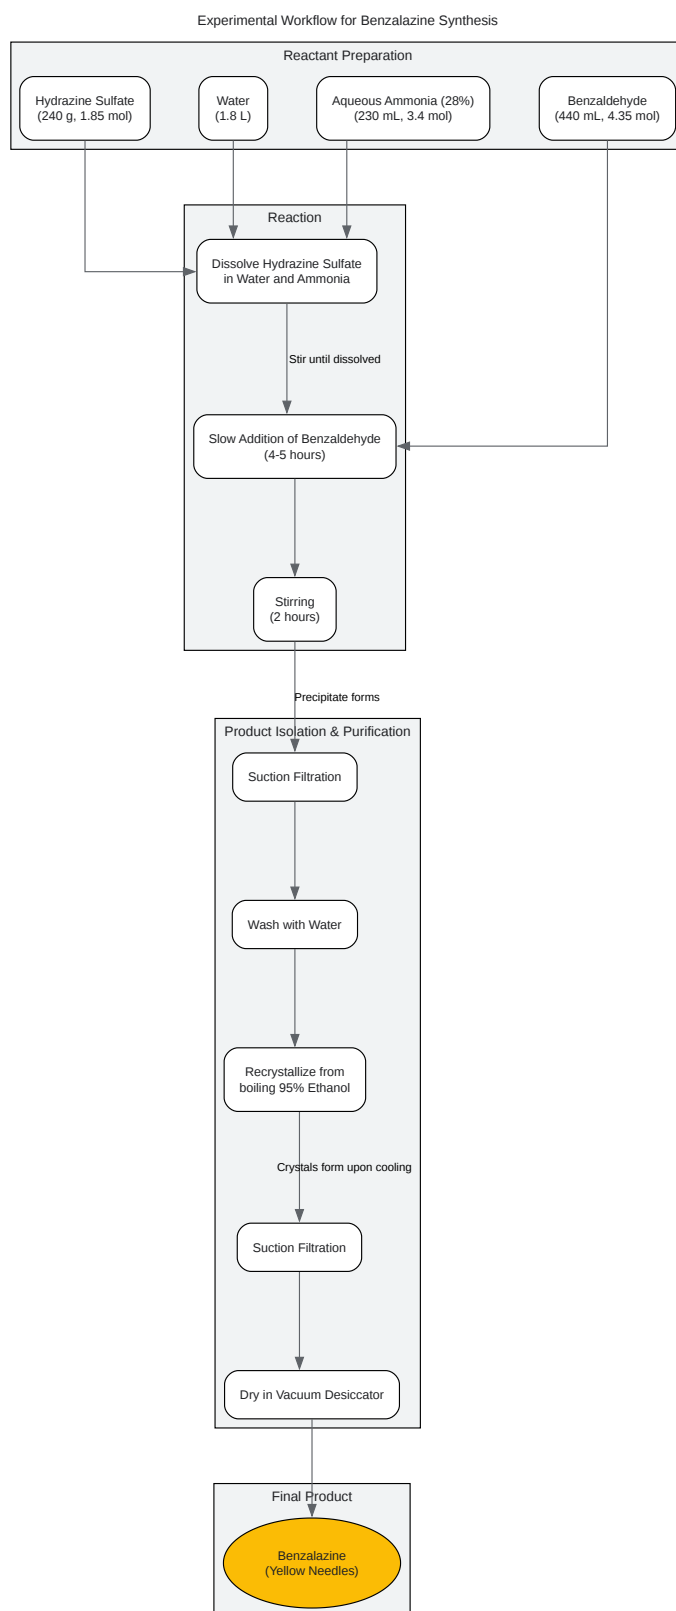 Experimental Workflow for Benzalazine Synthesis
Reactant Preparation
Hydrazine Sulfate
(240 g, 1.85 mol)
Water
(1.8 L)
Aqueous Ammonia (28%)
(230 mL, 3.4 mol)
Benzaldehyde
(440 mL, 4.35 mol)
Reaction
Dissolve Hydrazine Sulfate
in Water and Ammonia
Stir until dissolved
Slow Addition of Benzaldehyde
(4-5 hours)
Stirring
(2 hours)
Precipitate forms
Product Isolation & Purification
Suction Filtration
Wash with Water
Recrystallize from
boiling 95% Ethanol
Crystals form upon cooling
Suction Filtration
Dry in Vacuum Desiccator
Final Product
Benzalazine
(Yellow Needles)